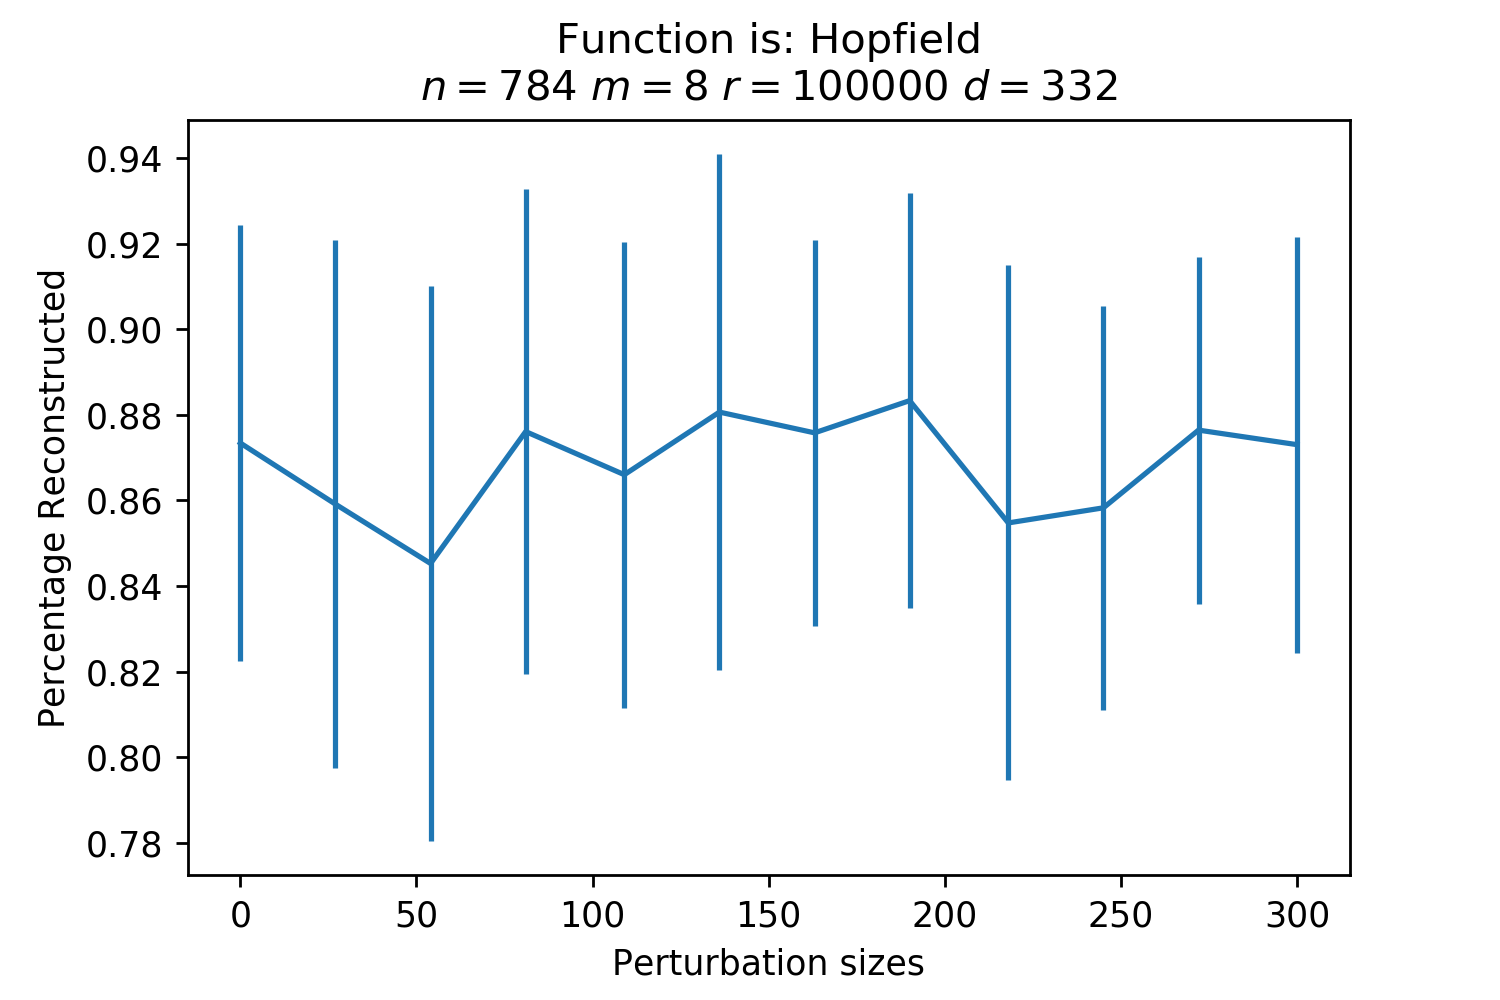 Function is: Hopfield
n = 784 m = 8 r = 100000 d = 332
0.94
0.92
0.90
0.88
0.86
0.84
0.82
0.80
0.78
Percentage Reconstructed
0 50 100 150 200 250 300
Perturbation sizes